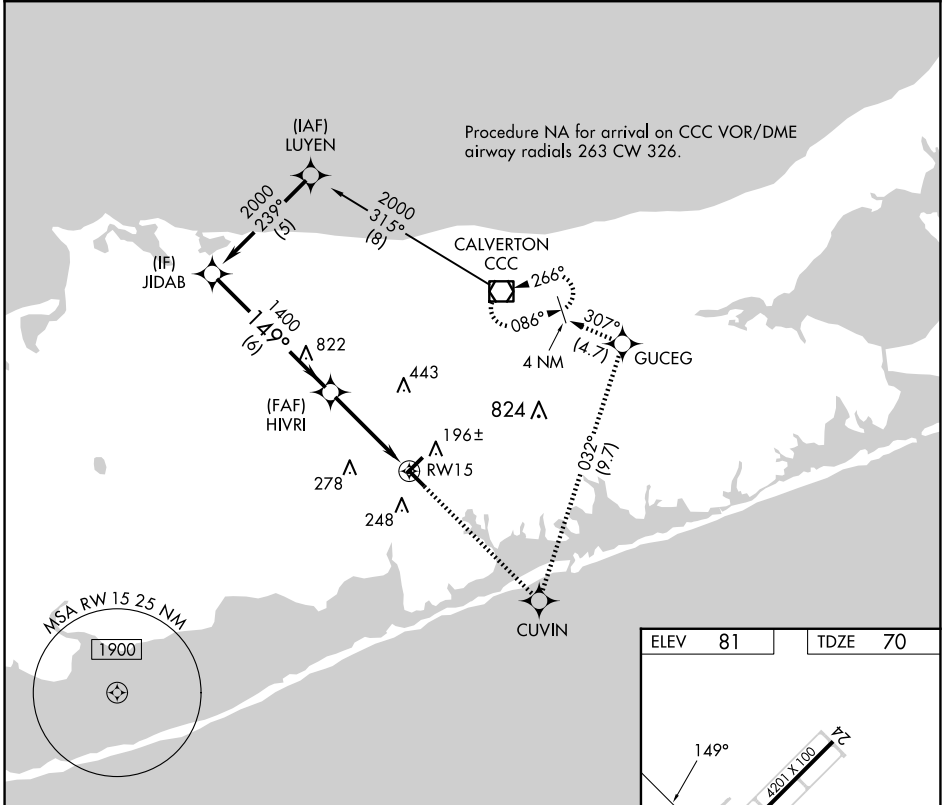 (IAF)
LUYEN
Procedure NA for arrival on CCC VOR/DME
airway radials 263 CW 326.
2000
239°
(5)
2000
315°
(8)
CALVERTON
CCC
(IF)
JIDAB
266°
086°
307°
(4.7)
4 NM
GUCEG
1400
149°
(6)
822
443
(FAF)
HIVRI
824
196±
RW15
032°
(9.7)
278
248
CUVIN
MSA RW 15 25 NM
1900
ELEV 81
TDZE 70
149°
4201 X 100
24